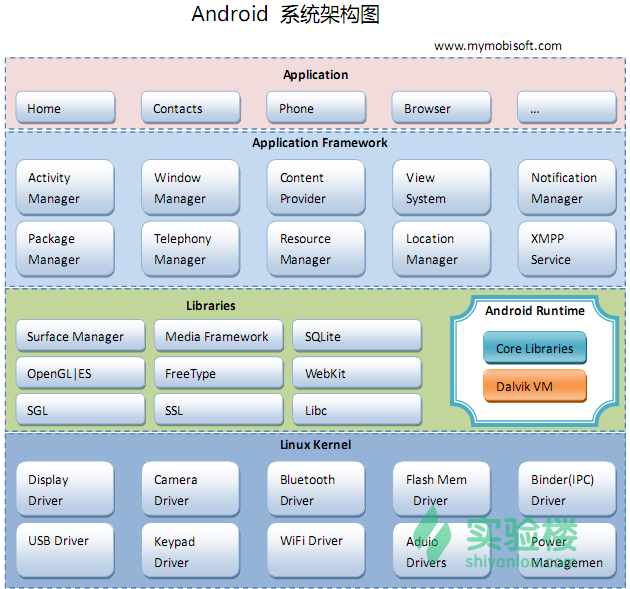 Android 系统架构图
www.mymobisoft.com
Application
Home
Contacts
Phone
Browser
...
Application Framework
Activity
Manager
Window
Manager
Content
Provider
View
System
Notification
Manager
Package
Manager
Telephony
Manager
Resource
Manager
Location
Manager
XMPP
Service
Libraries
Surface Manager
Media Framework
SQLite
OpenGL|ES
FreeType
WebKit
SGL
SSL
Libc
Android Runtime
Core Libraries
Dalvik VM
Linux Kernel
Display
Driver
Camera
Driver
Bluetooth
Driver
Flash Mem
Driver
Binder(IPC)
Driver
USB Driver
Keypad
Driver
WiFi Driver
Aduio
Drivers
Power
Managemen
实验楼
shiyanlou.com